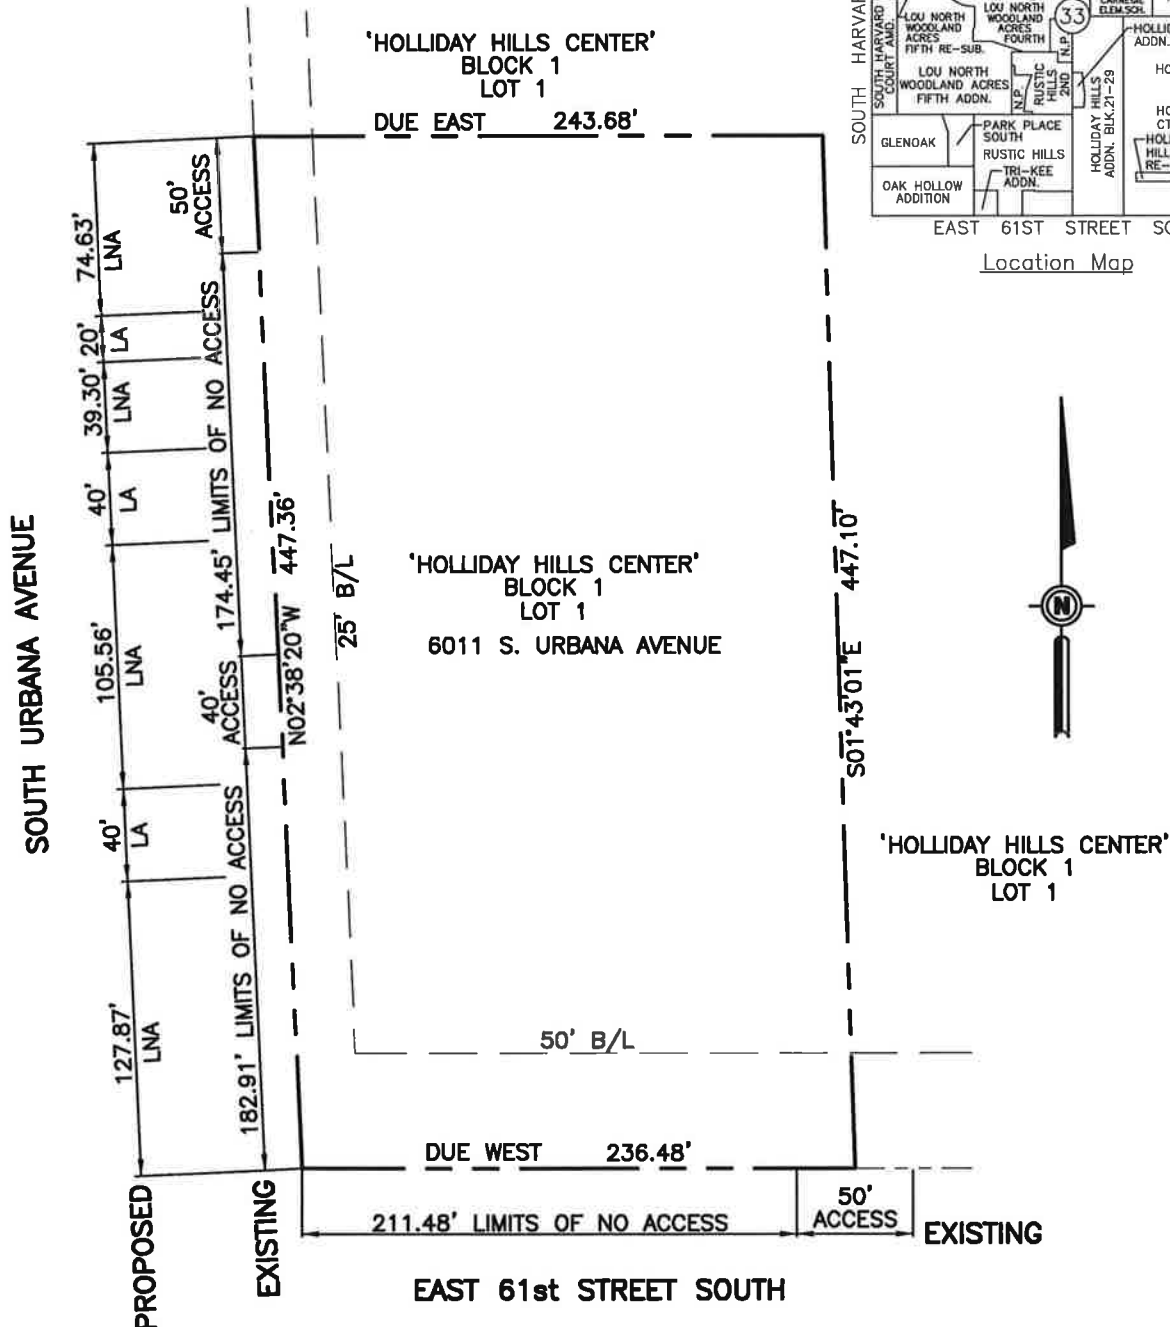 'HOLLIDAY HILLS CENTER'
BLOCK 1
LOT 1
DUE EAST 243.68'
50'
ACCESS
74.63'
LNA
20'
LA
39.30'
LNA
40'
LA
105.56'
LNA
40'
LA
127.87'
LNA
174.45' LIMITS OF NO ACCESS
40'
ACCESS
182.91' LIMITS OF NO ACCESS
N02°38'20"W 447.36'
25' B/L
SOUTH URBANA AVENUE
'HOLLIDAY HILLS CENTER'
BLOCK 1
LOT 1
6011 S. URBANA AVENUE
S01°43'01"E 447.10'
'HOLLIDAY HILLS CENTER'
BLOCK 1
LOT 1
50' B/L
DUE WEST 236.48'
PROPOSED
EXISTING
211.48' LIMITS OF NO ACCESS
50'
ACCESS
EXISTING
EAST 61st STREET SOUTH
SOUTH
SOUTH HARVARD
COURT AMD.
LOU NORTH
WOODLAND
ACRES
FIFTH RE-SUB.
LOU NORTH
WOODLAND
ACRES
FOURTH
33
ELEM.SCH.
ADDN.
LOU NORTH
WOODLAND ACRES
FIFTH ADDN.
N.P.
RUSTIC
HILLS
2ND
N.P.
HOLLIDAY HILLS
ADDN. BLK.21-29
GLENOAK
PARK PLACE
SOUTH
RUSTIC HILLS
TRI-KEE
ADDN.
OAK HOLLOW
ADDITION
EAST 61ST STREET
Location Map
N